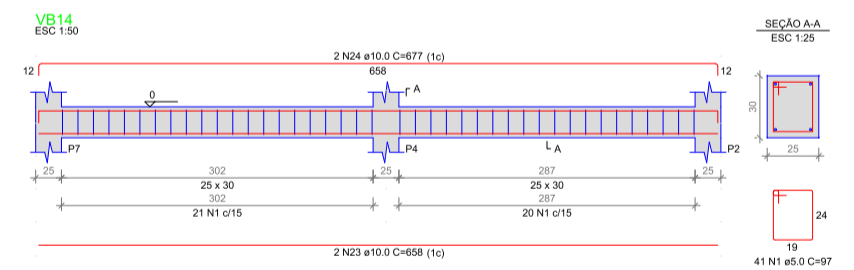 VB14
ESC 1:50
2 N24 ø10.0 C=677 (1c)
12 658 12
0
A
P7 P4 A P2
25 302 25 287 25
25 x 30 25 x 30
302 287
21 N1 c/15 20 N1 c/15
2 N23 ø10.0 C=658 (1c)
SEÇÃO A-A
ESC 1:25
30
25
24
19
41 N1 ø5.0 C=97